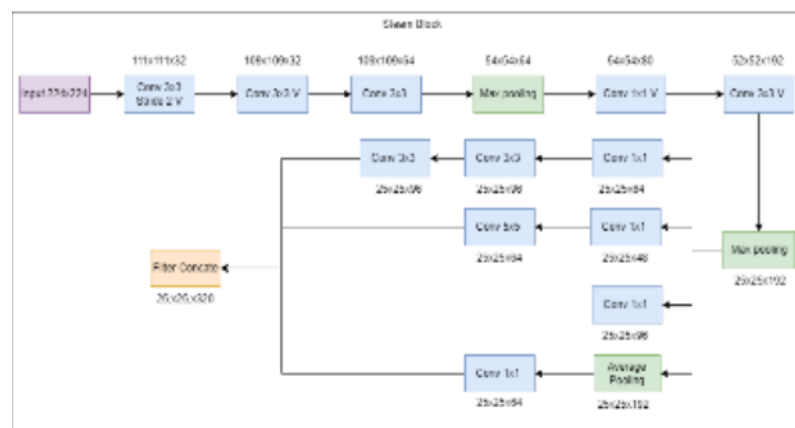 Steam Block
111x111x32
109x109x32
109x109x64
54x54x64
54x54x80
52x52x192
Input 224x224
Conv 3x3
Stride 2 V
Conv 3x3 V
Conv 3x3
Max pooling
Conv 1x1 V
Conv 3x3 V
Conv 3x3
Conv 3x3
Conv 1x1
25x25x96
25x25x96
25x25x64
Conv 5x5
Conv 1x1
25x25x64
25x25x48
Max pooling
25x25x192
Filter Concate
25x25x320
Conv 1x1
25x25x96
Conv 1x1
Average
Pooling
25x25x64
25x25x192